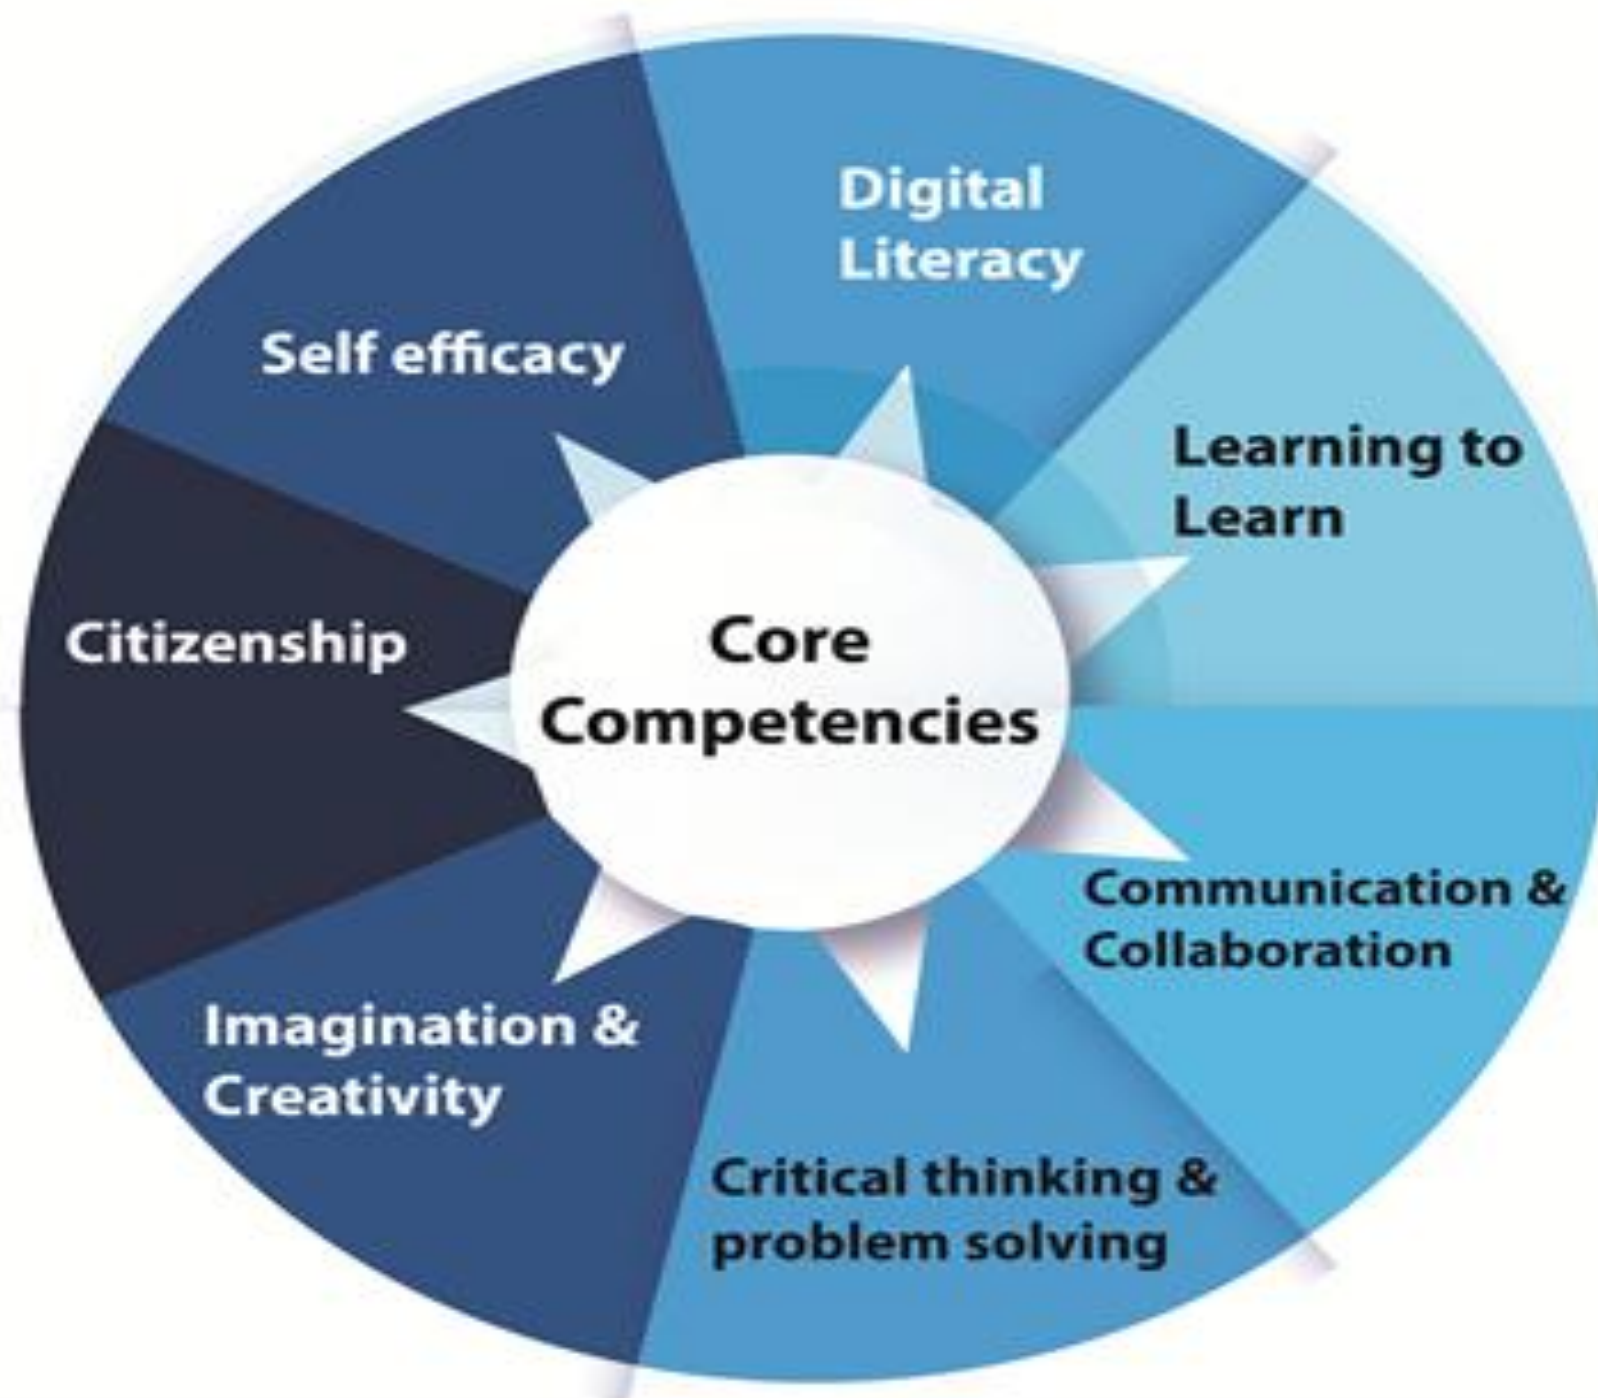 Digital
Literacy
Self efficacy
Learning to
Learn
Citizenship
Core
Competencies
Communication &
Collaboration
Imagination &
Creativity
Critical thinking &
problem solving